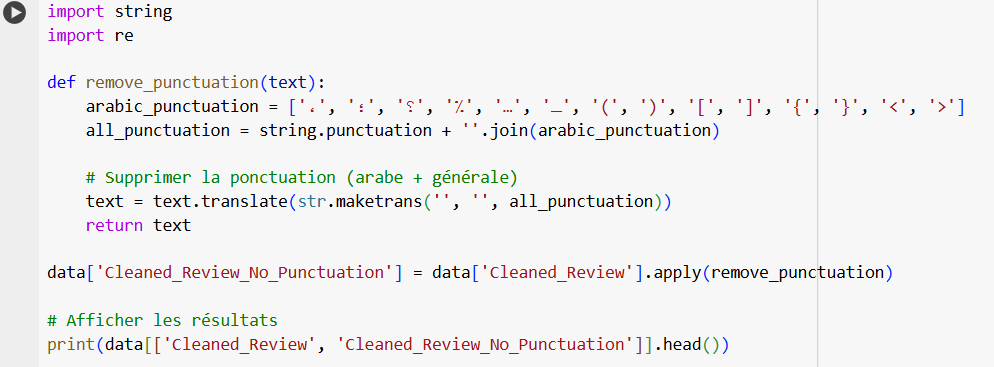 import string
import re
def remove_punctuation(text):
    arabic_punctuation = ['،', '؛', '؟', '٪', '…', 'ـ', '(', ')', '[', ']', '{', '}', '<', '>']
    all_punctuation = string.punctuation + ''.join(arabic_punctuation)
    # Supprimer la ponctuation (arabe + générale)
    text = text.translate(str.maketrans('', '', all_punctuation))
    return text
data['Cleaned_Review_No_Punctuation'] = data['Cleaned_Review'].apply(remove_punctuation)
# Afficher les résultats
print(data[['Cleaned_Review', 'Cleaned_Review_No_Punctuation']].head())